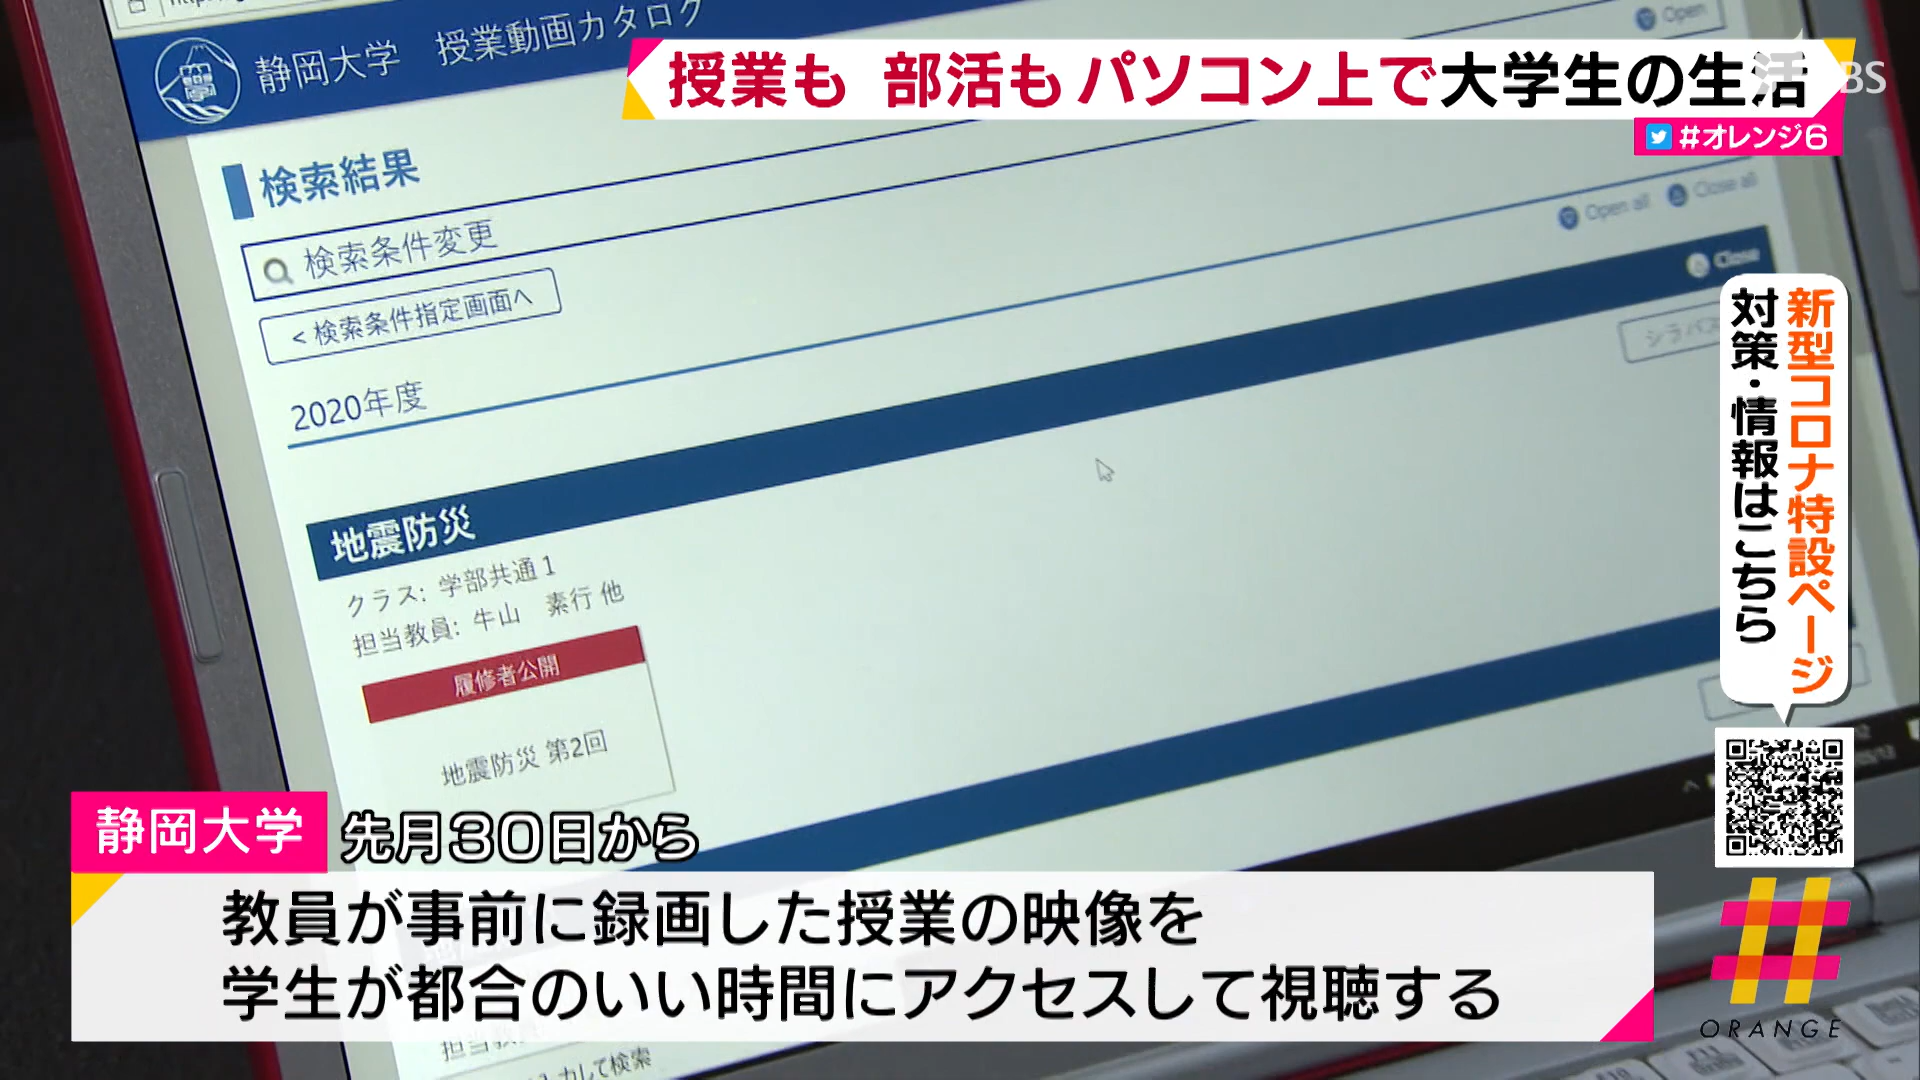 静岡大学 授業動画カタログ
Open
授業も 部活も パソコン上で大学生の生活
BS
#オレンジ6
検索結果
検索条件変更
Open all Close all
< 検索条件指定画面へ
Close
2020年度
地震防災
クラス: 学部共通1
担当教員: 牛山 素行 他
履修者公開
地震防災 第2回
新型コロナ特設ページ
対策・情報はこちら
静岡大学 先月30日から
教員が事前に録画した授業の映像を
学生が都合のいい時間にアクセスして視聴する
ORANGE